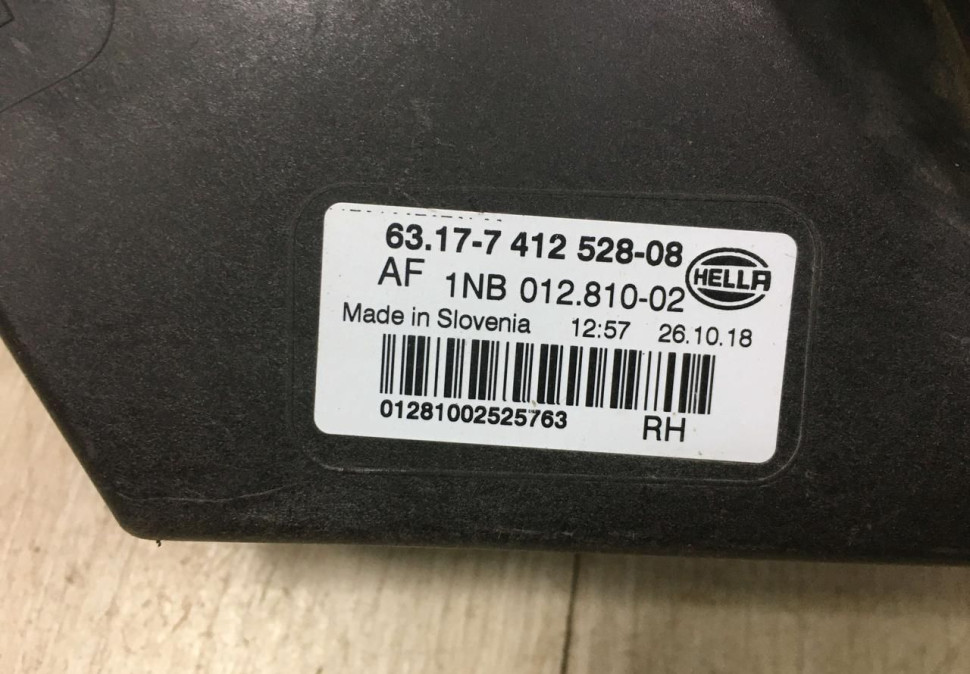 63.17-7 412 528-08
HELLA
AF 1NB 012.810-02
Made in Slovenia 12:57 26.10.18
01281002525763
RH